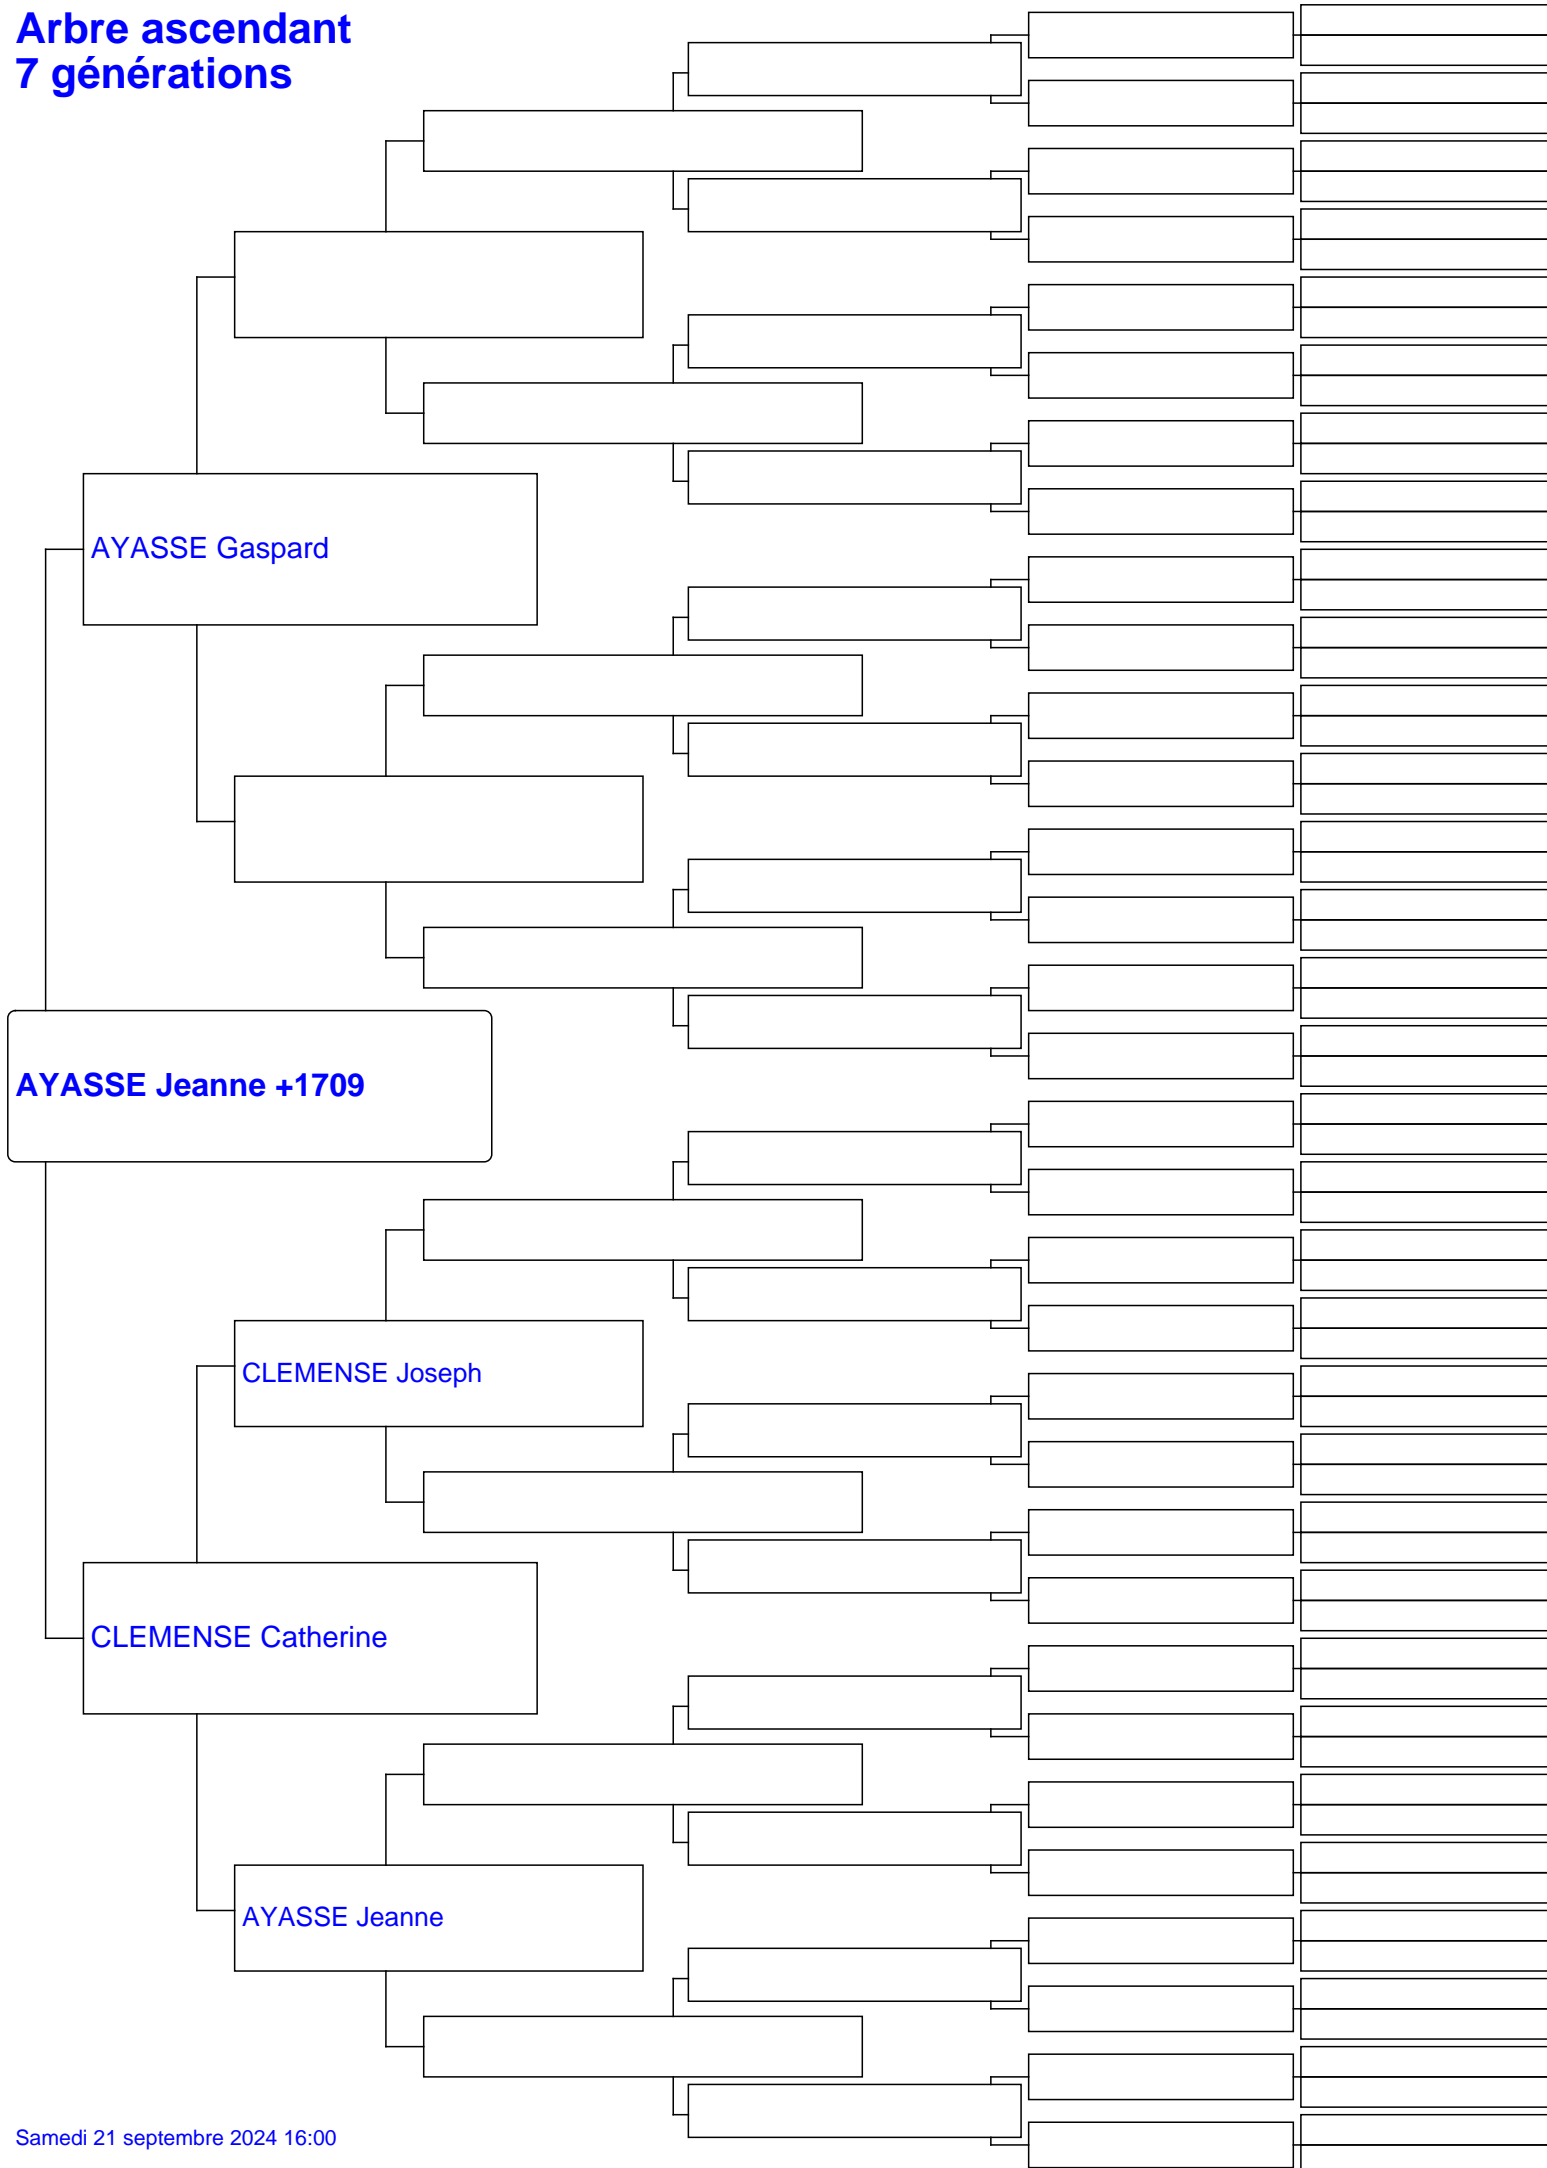 Arbre ascendant
7 générations
AYASSE Gaspard
AYASSE Jeanne +1709
CLEMENSE Joseph
CLEMENSE Catherine
AYASSE Jeanne
Samedi 21 septembre 2024 16:00